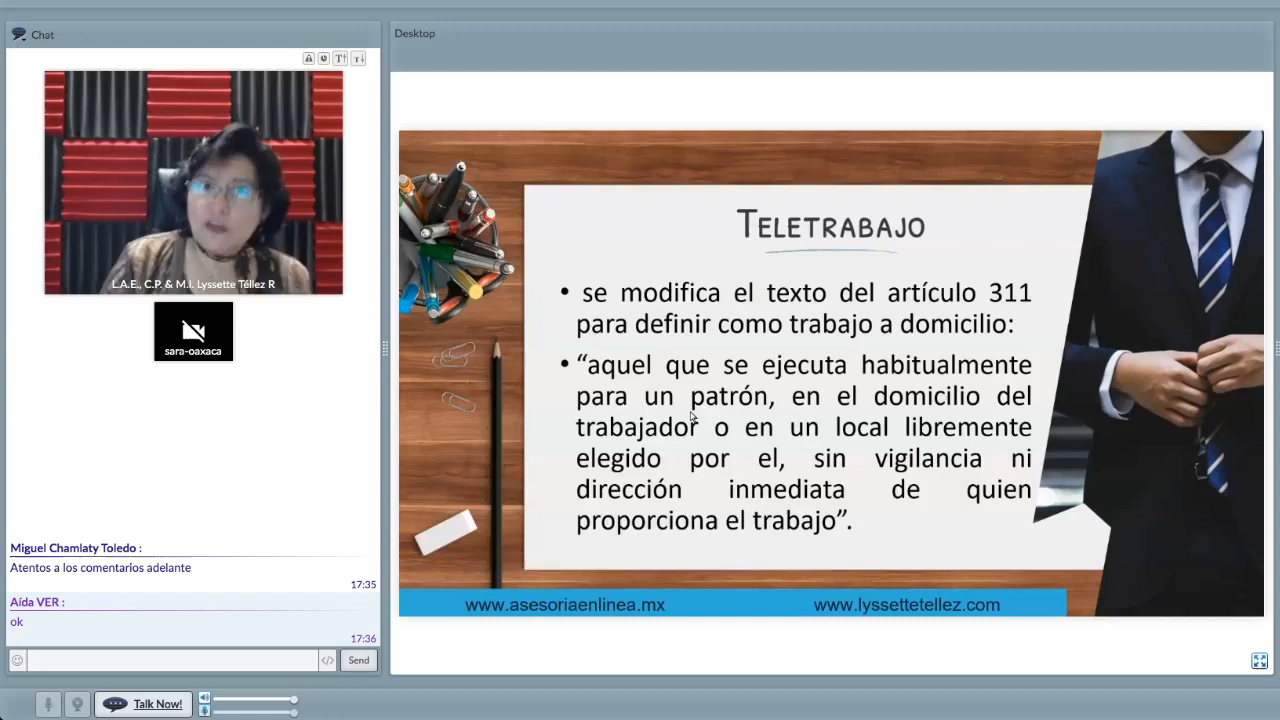 Chat
Desktop
L.A.E., C.P. & M.I. Lyssette Téllez R
sara-oaxaca
TELETRABAJO
• se modifica el texto del artículo 311
para definir como trabajo a domicilio:
• “aquel que se ejecuta habitualmente
para un patrón, en el domicilio del
trabajador o en un local libremente
elegido por el, sin vigilancia ni
dirección inmediata de quien
proporciona el trabajo”.
www.asesoriaenlinea.mx
www.lyssettetellez.com
Miguel Chamlaty Toledo :
Atentos a los comentarios adelante
17:35
Aída VER :
ok
17:36
Send
Talk Now!